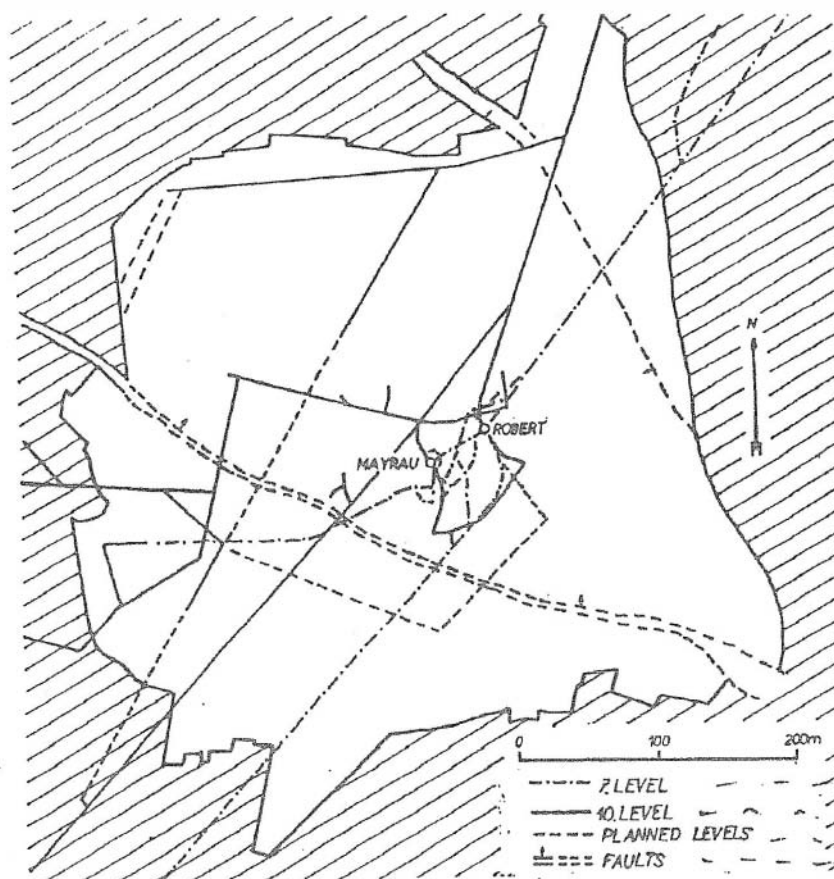 N
ROBERT
MAYRAU
0 100 200m
7. LEVEL
10. LEVEL
PLANNED LEVELS
FAULTS